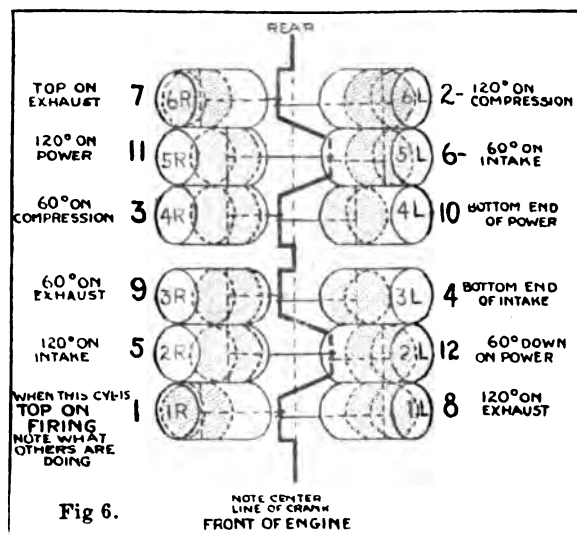 REAR
TOP ON
EXHAUST 7
6R
6L
2- 120° ON
COMPRESSION
120° ON
POWER 11
5R
5L
6- 60° ON
INTAKE
60° ON
COMPRESSION 3
4R
4L
10 BOTTOM END
OF POWER
60° ON
EXHAUST 9
3R
3L
4 BOTTOM END
OF INTAKE
120° ON
INTAKE 5
2R
2L
12 60° DOWN
ON POWER
WHEN THIS CYL IS
TOP ON
FIRING
NOTE WHAT
OTHERS ARE
DOING
1
1R
1L
8 120° ON
EXHAUST
NOTE CENTER
LINE OF CRANK
FRONT OF ENGINE
Fig 6.